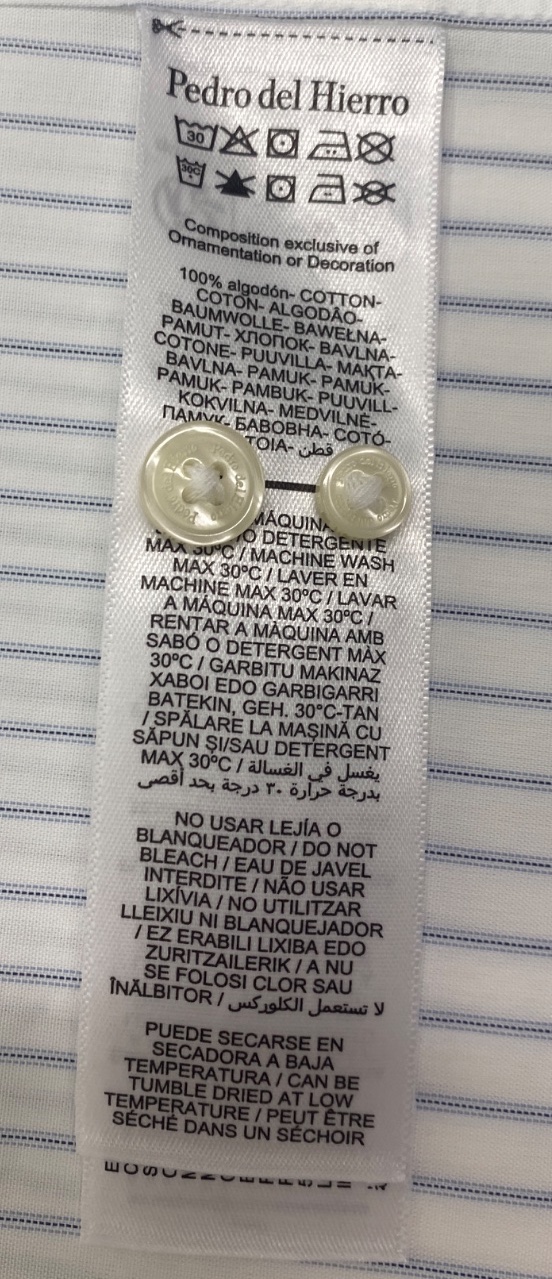 Pedro del Hierro
30
30C
Composition exclusive of
Ornamentation or Decoration
100% algodón- COTTON-
COTON- ALGODÃO-
BAUMWOLLE- BAWEŁNA-
PAMUT- ХЛОПОК- BAVLNA-
COTONE- PUUVILLA- MAKTA-
BAVLNA- PAMUK- PAMUK-
PAMUK- PAMBUK- PUUVILL-
KOKVILNA- MEDVILNĖ-
ПАМУК- БАВОВНА- COTÓ-
قطن
MÁQUINA
O DETERGENTE
MAX 30ºC / MACHINE WASH
MAX 30ºC / LAVER EN
MACHINE MAX 30ºC / LAVAR
A MÁQUINA MAX 30ºC /
RENTAR A MÀQUINA AMB
SABÓ O DETERGENT MÀX
30ºC / GARBITU MAKINAZ
XABOI EDO GARBIGARRI
BATEKIN, GEH. 30°C-TAN
/ SPĂLARE LA MAȘINĂ CU
SĂPUN ȘI/SAU DETERGENT
MAX 30ºC / يغسل في الغسالة
بدرجة حرارة ٣٠ درجة بحد أقصى
NO USAR LEJÍA O
BLANQUEADOR / DO NOT
BLEACH / EAU DE JAVEL
INTERDITE / NÃO USAR
LIXÍVIA / NO UTILITZAR
LLEIXIU NI BLANQUEJADOR
/ EZ ERABILI LIXIBA EDO
ZURITZAILERIK / A NU
SE FOLOSI CLOR SAU
ÎNĂLBITOR / لا تستعمل الكلوركس
PUEDE SECARSE EN
SECADORA A BAJA
TEMPERATURA / CAN BE
TUMBLE DRIED AT LOW
TEMPERATURE / PEUT ÊTRE
SÉCHÉ DANS UN SÉCHOIR